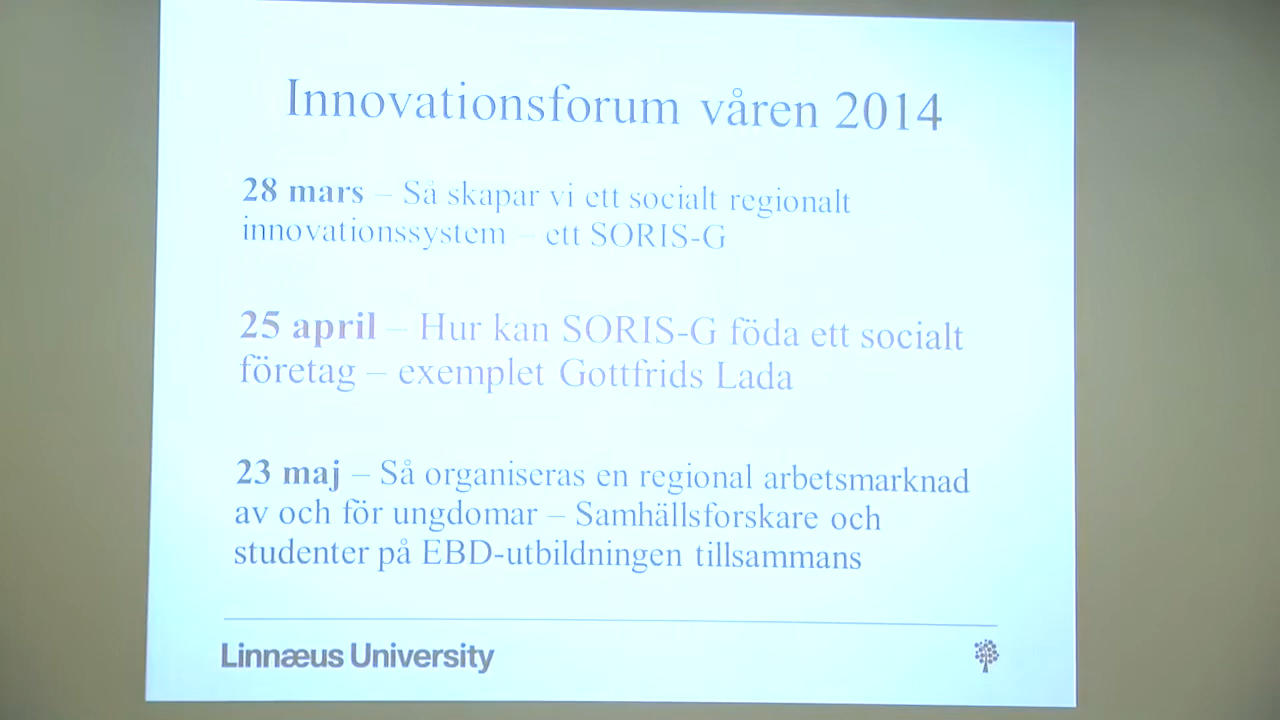 Innovationsforum våren 2014
28 mars – Så skapar vi ett socialt regionalt
innovationssystem – ett SORIS-G
25 april – Hur kan SORIS-G föda ett socialt
företag – exemplet Gottfrids Lada
23 maj – Så organiseras en regional arbetsmarknad
av och för ungdomar – Samhällsforskare och
studenter på EBD-utbildningen tillsammans
Linnæus University